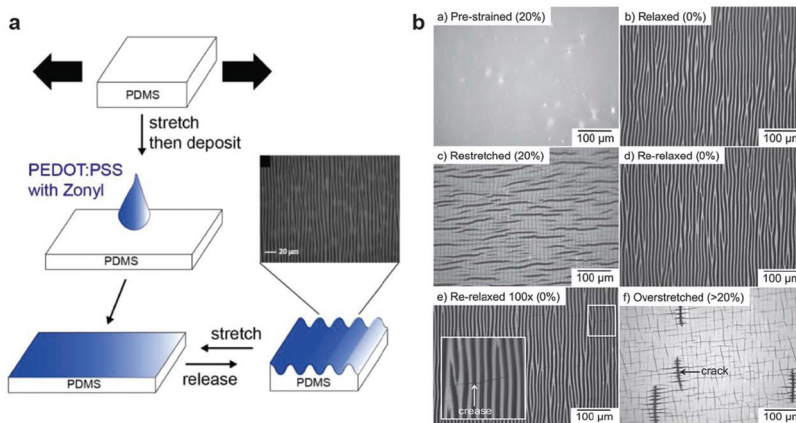 a
PDMS
stretch
then deposit
PEDOT:PSS
with Zonyl
PDMS
20 μm
stretch
release
PDMS
PDMS
b
a) Pre-strained (20%)
100 μm
b) Relaxed (0%)
100 μm
c) Restretched (20%)
100 μm
d) Re-relaxed (0%)
100 μm
e) Re-relaxed 100x (0%)
crease
100 μm
f) Overstretched (>20%)
crack
100 μm